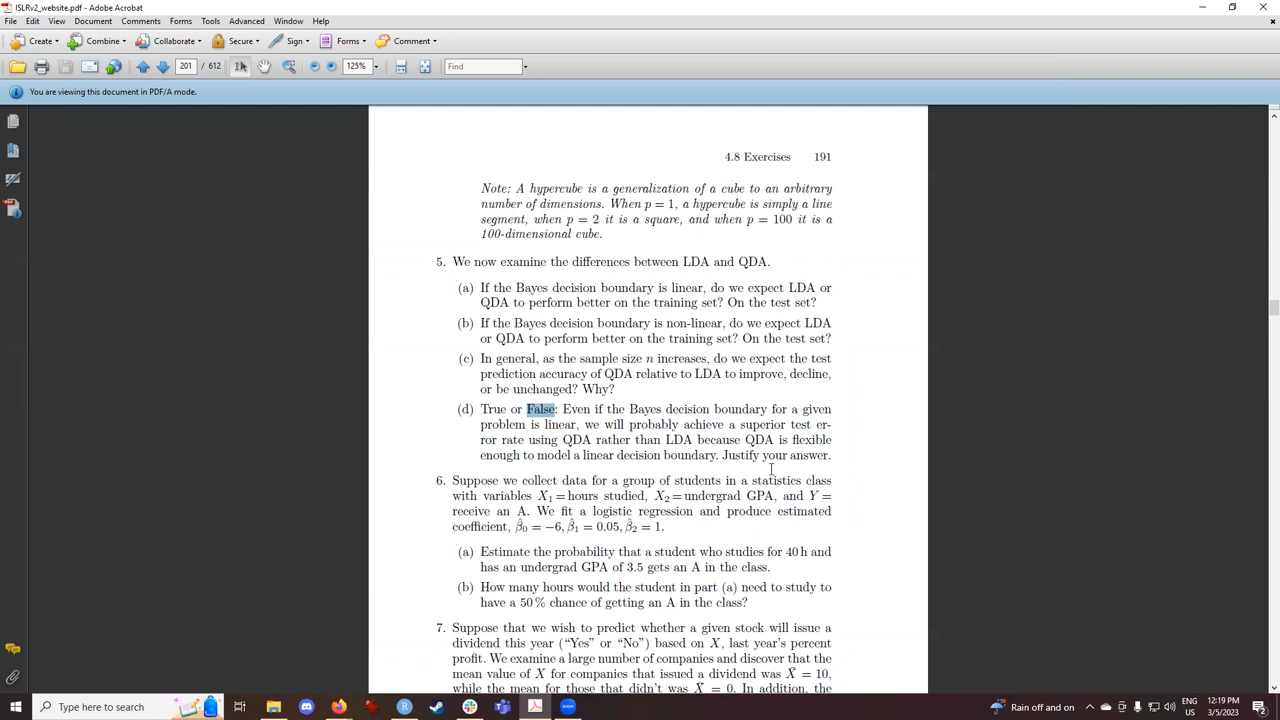 ISLRv2_website.pdf - Adobe Acrobat
File Edit View Document Comments Forms Tools Advanced Window Help
Create Combine Collaborate Secure Sign Forms Comment
201 / 612 125% Find
You are viewing this document in PDF/A mode.
4.8 Exercises 191
Note: A hypercube is a generalization of a cube to an arbitrary
number of dimensions. When p = 1, a hypercube is simply a line
segment, when p = 2 it is a square, and when p = 100 it is a
100-dimensional cube.
5. We now examine the differences between LDA and QDA.
(a) If the Bayes decision boundary is linear, do we expect LDA or
QDA to perform better on the training set? On the test set?
(b) If the Bayes decision boundary is non-linear, do we expect LDA
or QDA to perform better on the training set? On the test set?
(c) In general, as the sample size n increases, do we expect the test
prediction accuracy of QDA relative to LDA to improve, decline,
or be unchanged? Why?
(d) True or False: Even if the Bayes decision boundary for a given
problem is linear, we will probably achieve a superior test er-
ror rate using QDA rather than LDA because QDA is flexible
enough to model a linear decision boundary. Justify your answer.
6. Suppose we collect data for a group of students in a statistics class
with variables X₁ = hours studied, X₂ = undergrad GPA, and Y =
receive an A. We fit a logistic regression and produce estimated
coefficient, β̂₀ = −6, β̂₁ = 0.05, β̂₂ = 1.
(a) Estimate the probability that a student who studies for 40 h and
has an undergrad GPA of 3.5 gets an A in the class.
(b) How many hours would the student in part (a) need to study to
have a 50 % chance of getting an A in the class?
7. Suppose that we wish to predict whether a given stock will issue a
dividend this year (“Yes” or “No”) based on X, last year’s percent
profit. We examine a large number of companies and discover that the
mean value of X for companies that issued a dividend was X̄ = 10,
while the mean for those that didn’t was X̄ = 0. In addition, the
Type here to search
Rain off and on
ENG
US
12:19 PM
3/5/2023
2